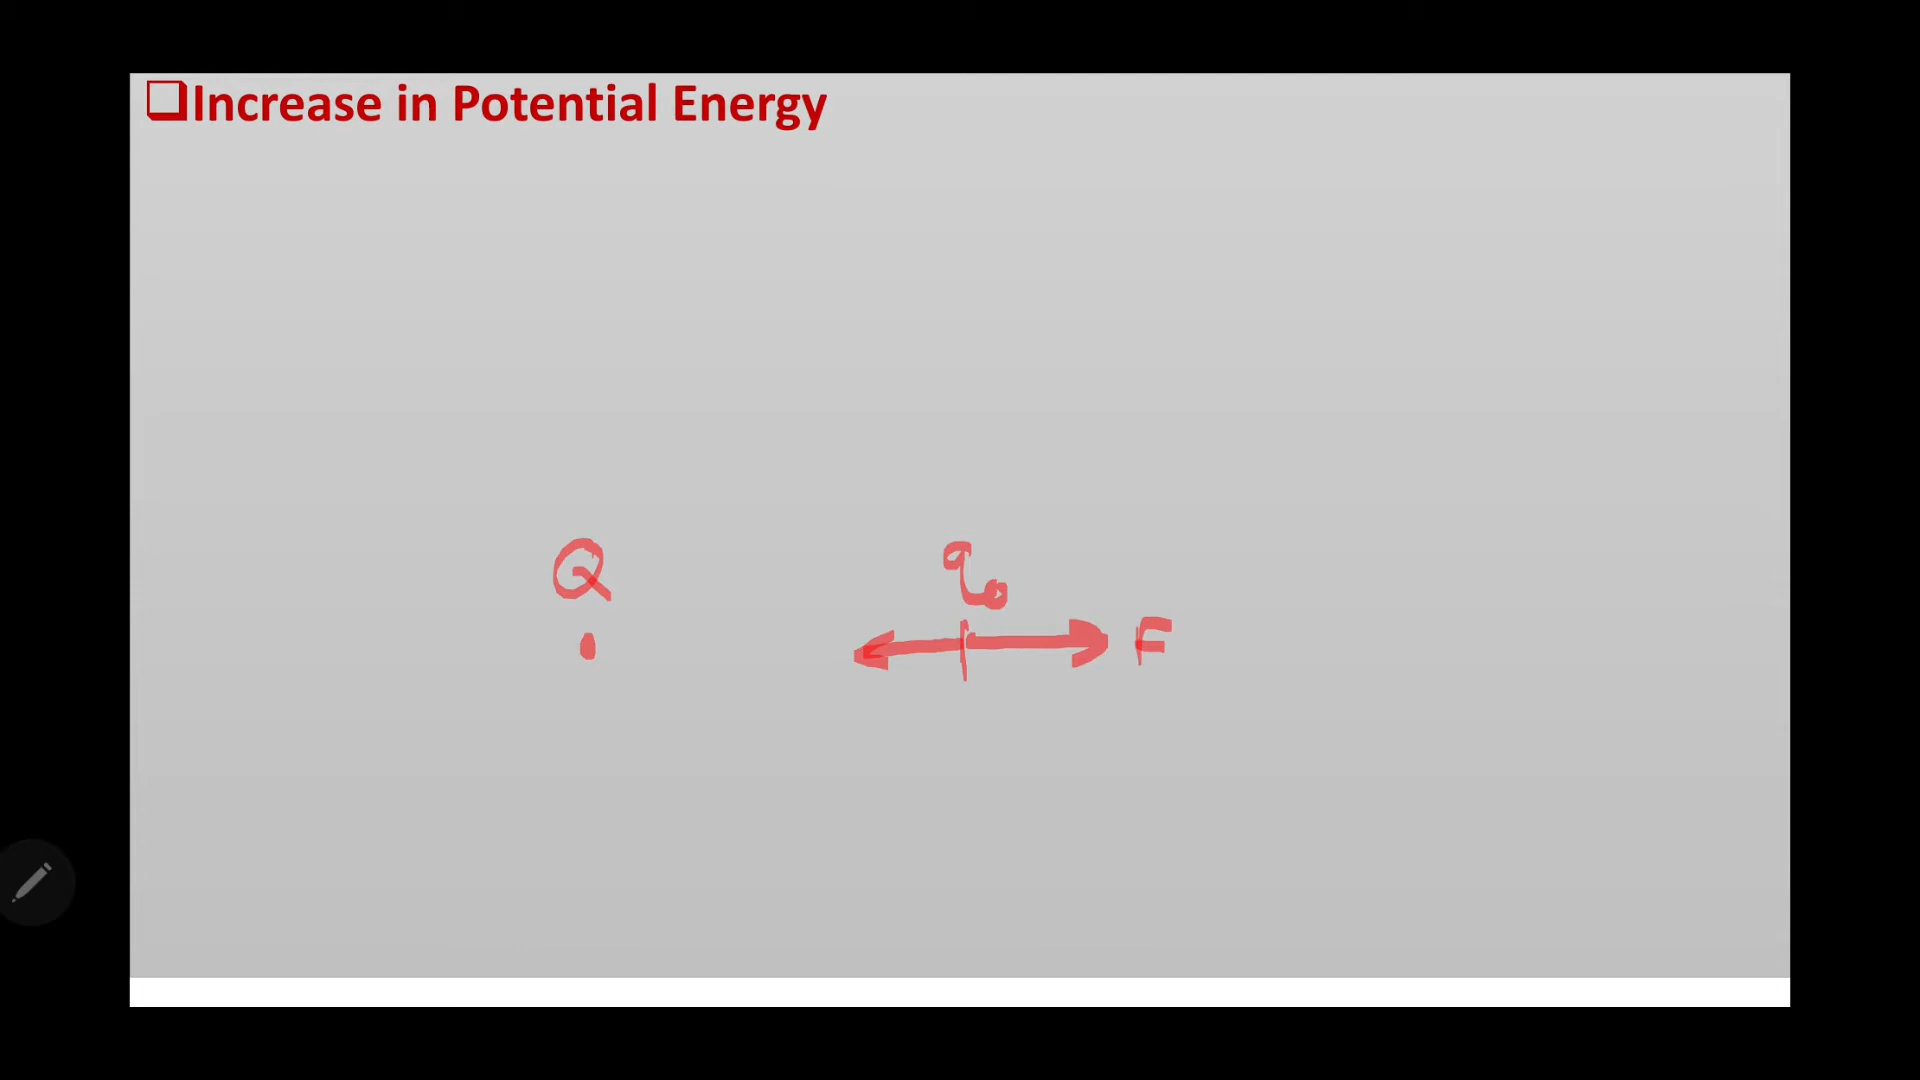 Increase in Potential Energy
Q
q₀
F